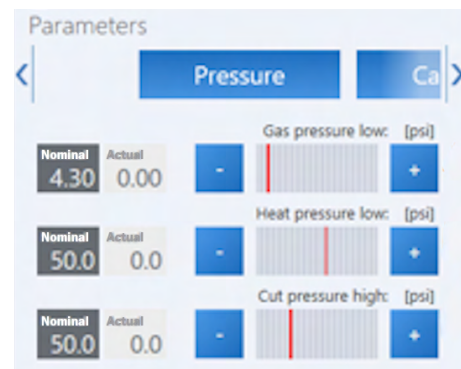 Parameters
Pressure Ca
Gas pressure low: [psi]
Nominal Actual
4.30 0.00 - +
Heat pressure low: [psi]
Nominal Actual
50.0 0.0 - +
Cut pressure high: [psi]
Nominal Actual
50.0 0.0 - +